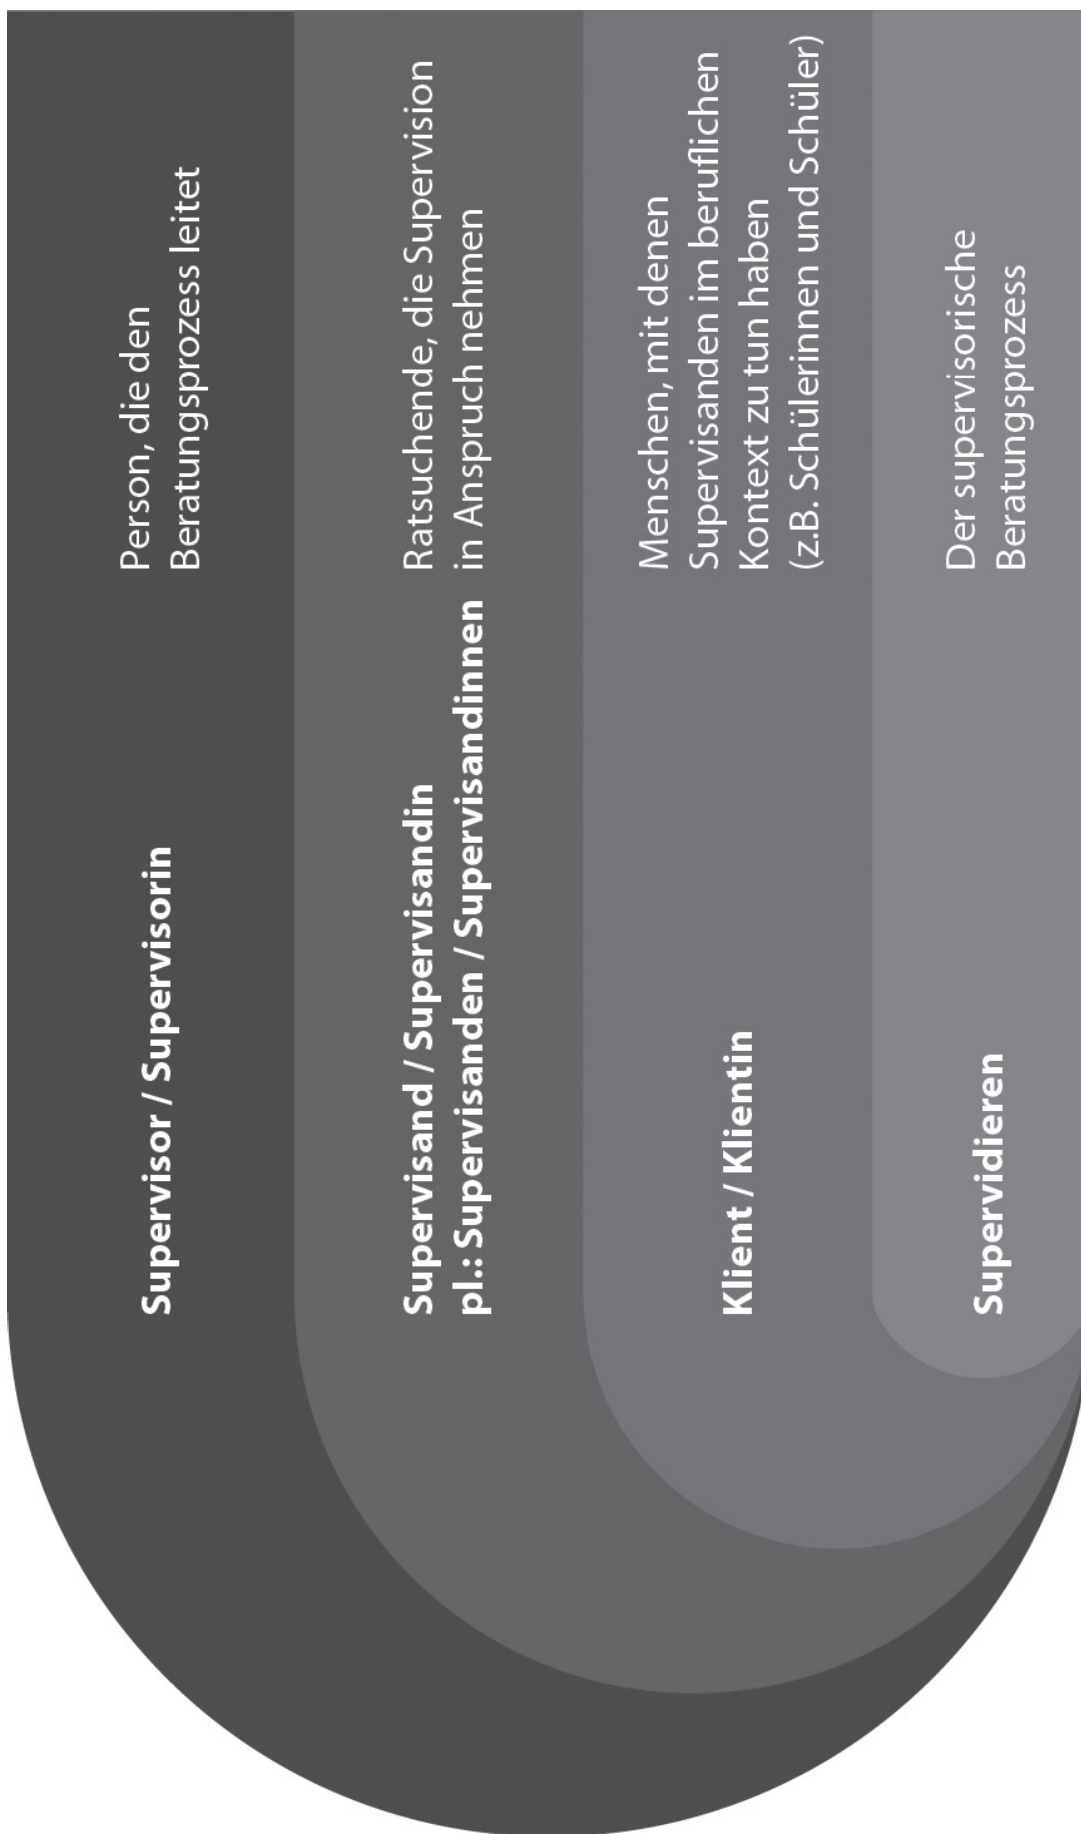 Supervisor / Supervisorin
Person, die den
Beratungsprozess leitet
Supervisand / Supervisandin
pl.: Supervisanden / Supervisandinnen
Ratsuchende, die Supervision
in Anspruch nehmen
Klient / Klientin
Menschen, mit denen
Supervisanden im beruflichen
Kontext zu tun haben
(z.B. Schülerinnen und Schüler)
Supervidieren
Der supervisorische
Beratungsprozess